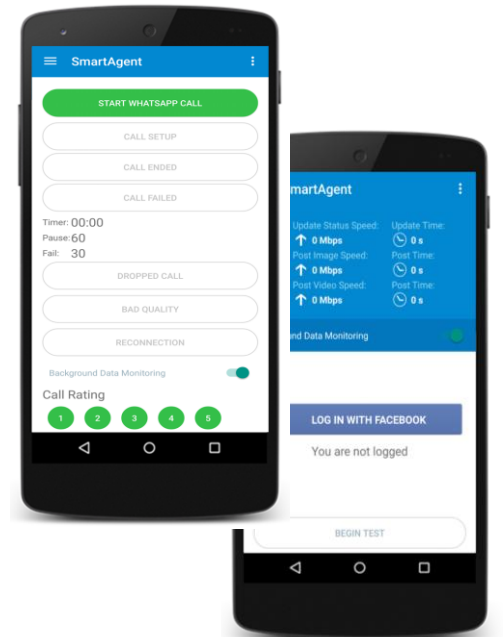 SmartAgent
START WHATSAPP CALL
CALL SETUP
CALL ENDED
CALL FAILED
Timer: 00:00
Pause: 60
Fail: 30
DROPPED CALL
BAD QUALITY
RECONNECTION
Background Data Monitoring
Call Rating
1 2 3 4 5
martAgent
Update Status Speed: Update Time:
0 Mbps 0 s
Post Image Speed: Post Time:
0 Mbps 0 s
Post Video Speed: Post Time:
0 Mbps 0 s
nd Data Monitoring
LOG IN WITH FACEBOOK
You are not logged
BEGIN TEST